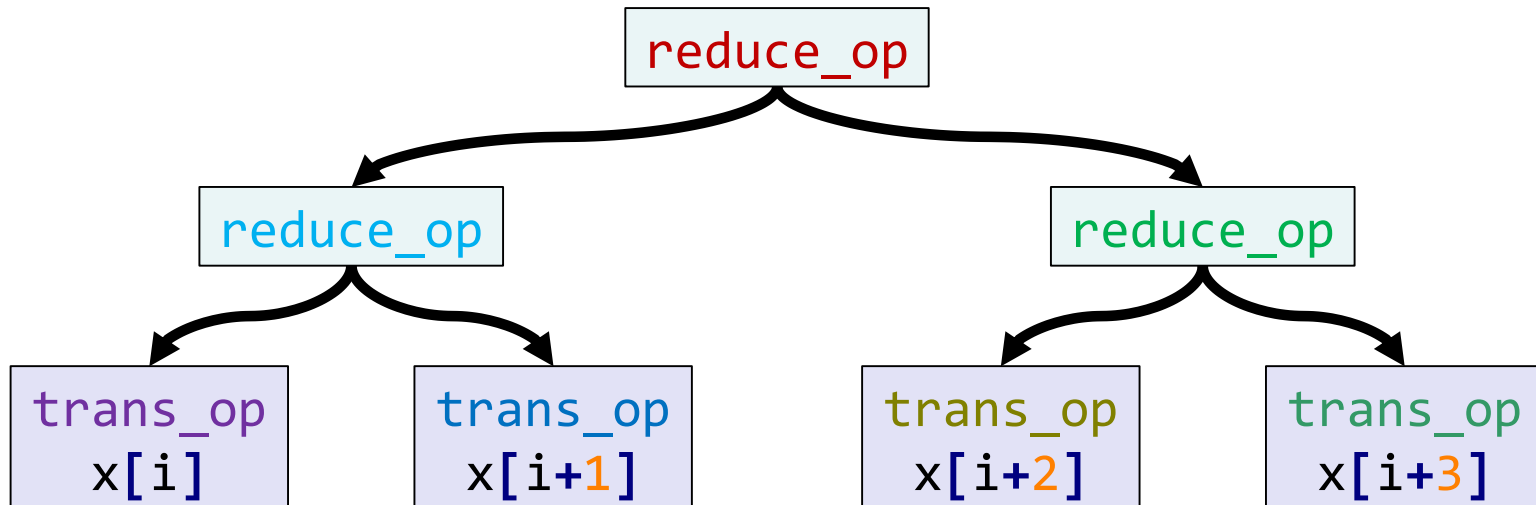 reduce_op
reduce_op
reduce_op
trans_op
x[i]
trans_op
x[i+1]
trans_op
x[i+2]
trans_op
x[i+3]